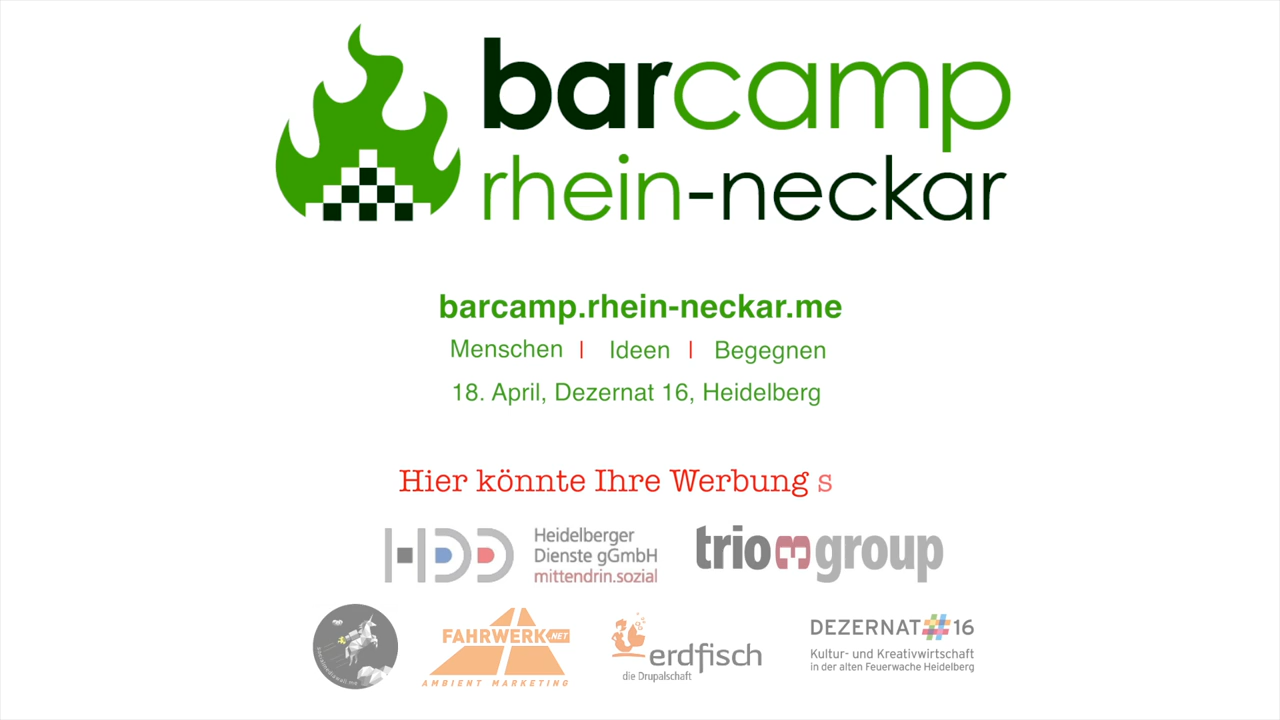 barcamp
rhein-neckar
barcamp.rhein-neckar.me
Menschen | Ideen | Begegnen
18. April, Dezernat 16, Heidelberg
Hier könnte Ihre Werbung s
HDD Heidelberger
Dienste gGmbH
mittendrin.sozial
trio group
FAHRWERK.NET
AMBIENT MARKETING
erdfisch
die Drupalschaft
DEZERNAT#16
Kultur- und Kreativwirtschaft
in der alten Feuerwache Heidelberg